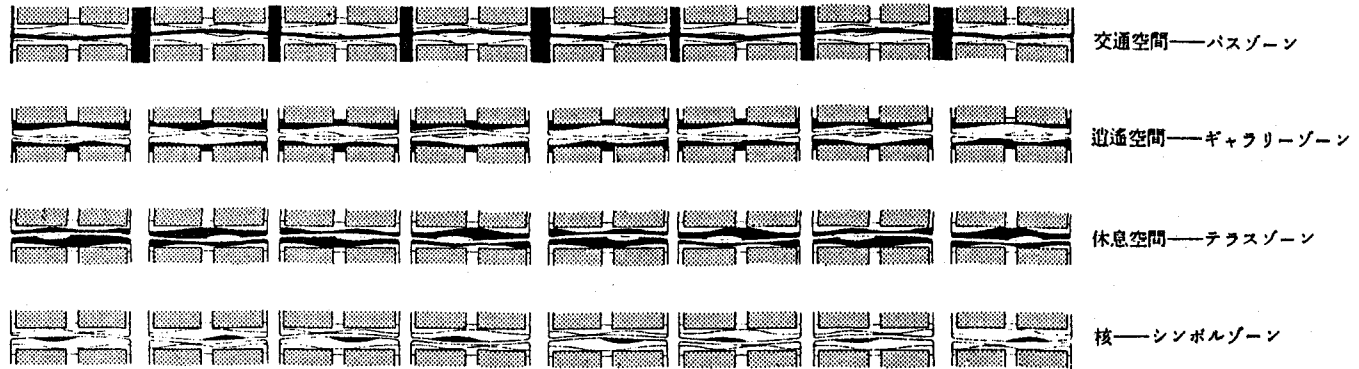 交通空間——パスゾーン
逍遥空間——ギャラリーゾーン
休息空間——テラスゾーン
核——シンボルゾーン